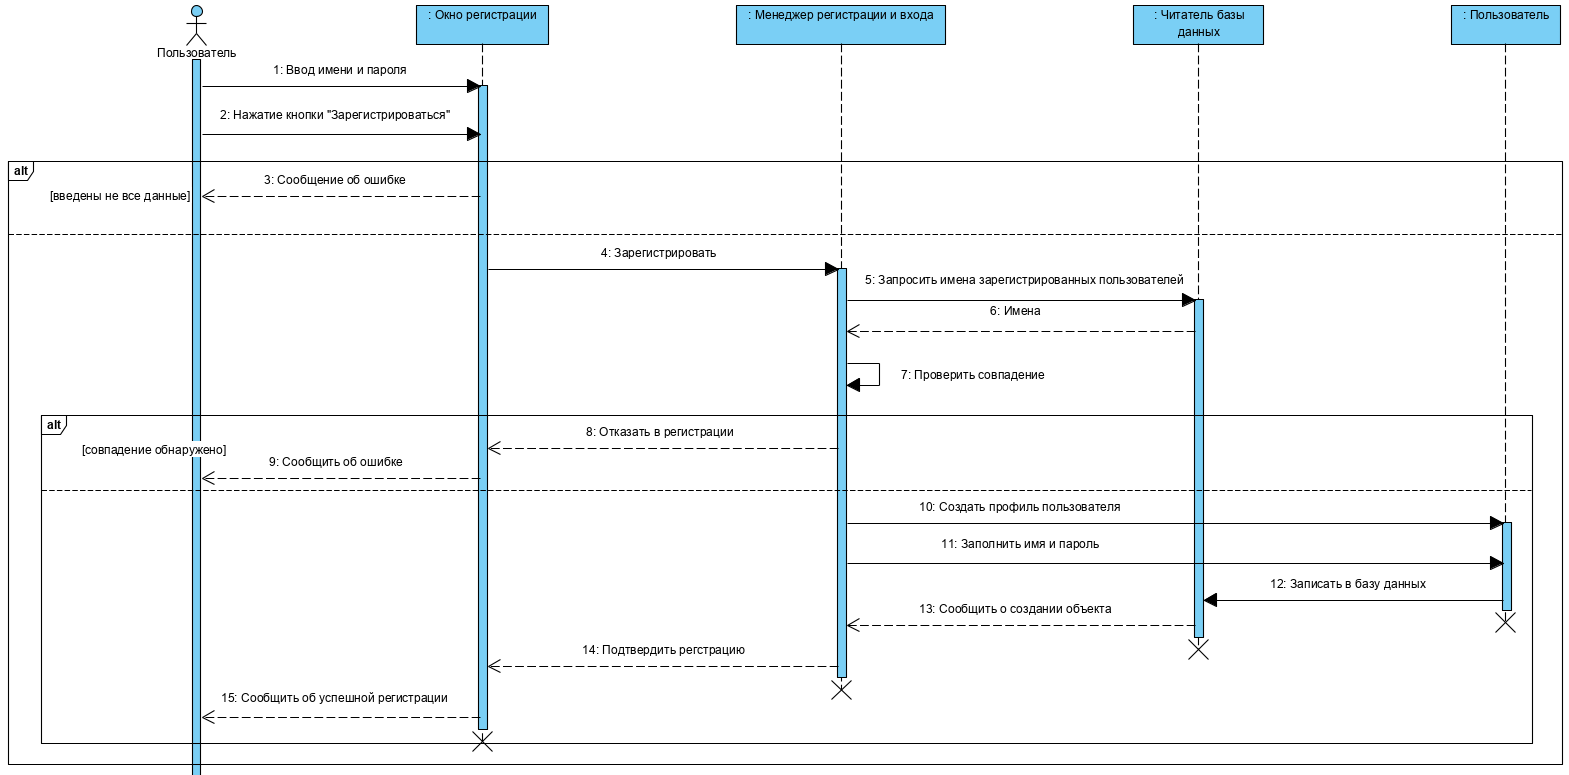 Пользователь
: Окно регистрации
: Менеджер регистрации и входа
: Читатель базы
данных
: Пользователь
1: Ввод имени и пароля
2: Нажатие кнопки "Зарегистрироваться"
alt
3: Сообщение об ошибке
[введены не все данные]
4: Зарегистрировать
5: Запросить имена зарегистрированных пользователей
6: Имена
7: Проверить совпадение
alt
8: Отказать в регистрации
[совпадение обнаружено]
9: Сообщить об ошибке
10: Создать профиль пользователя
11: Заполнить имя и пароль
12: Записать в базу данных
13: Сообщить о создании объекта
14: Подтвердить регстрацию
15: Сообщить об успешной регистрации